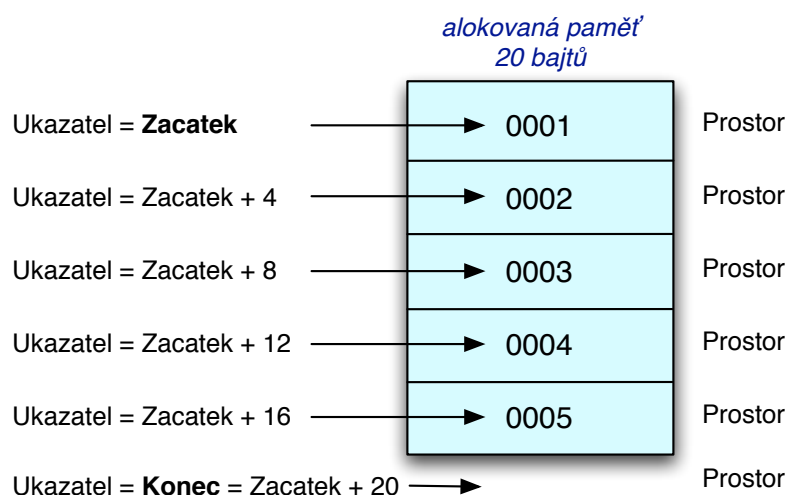 alokovaná paměť
20 bajtů
Ukazatel = Zacatek 0001 Prostor
Ukazatel = Zacatek + 4 0002 Prostor
Ukazatel = Zacatek + 8 0003 Prostor
Ukazatel = Zacatek + 12 0004 Prostor
Ukazatel = Zacatek + 16 0005 Prostor
Ukazatel = Konec = Zacatek + 20 Prostor